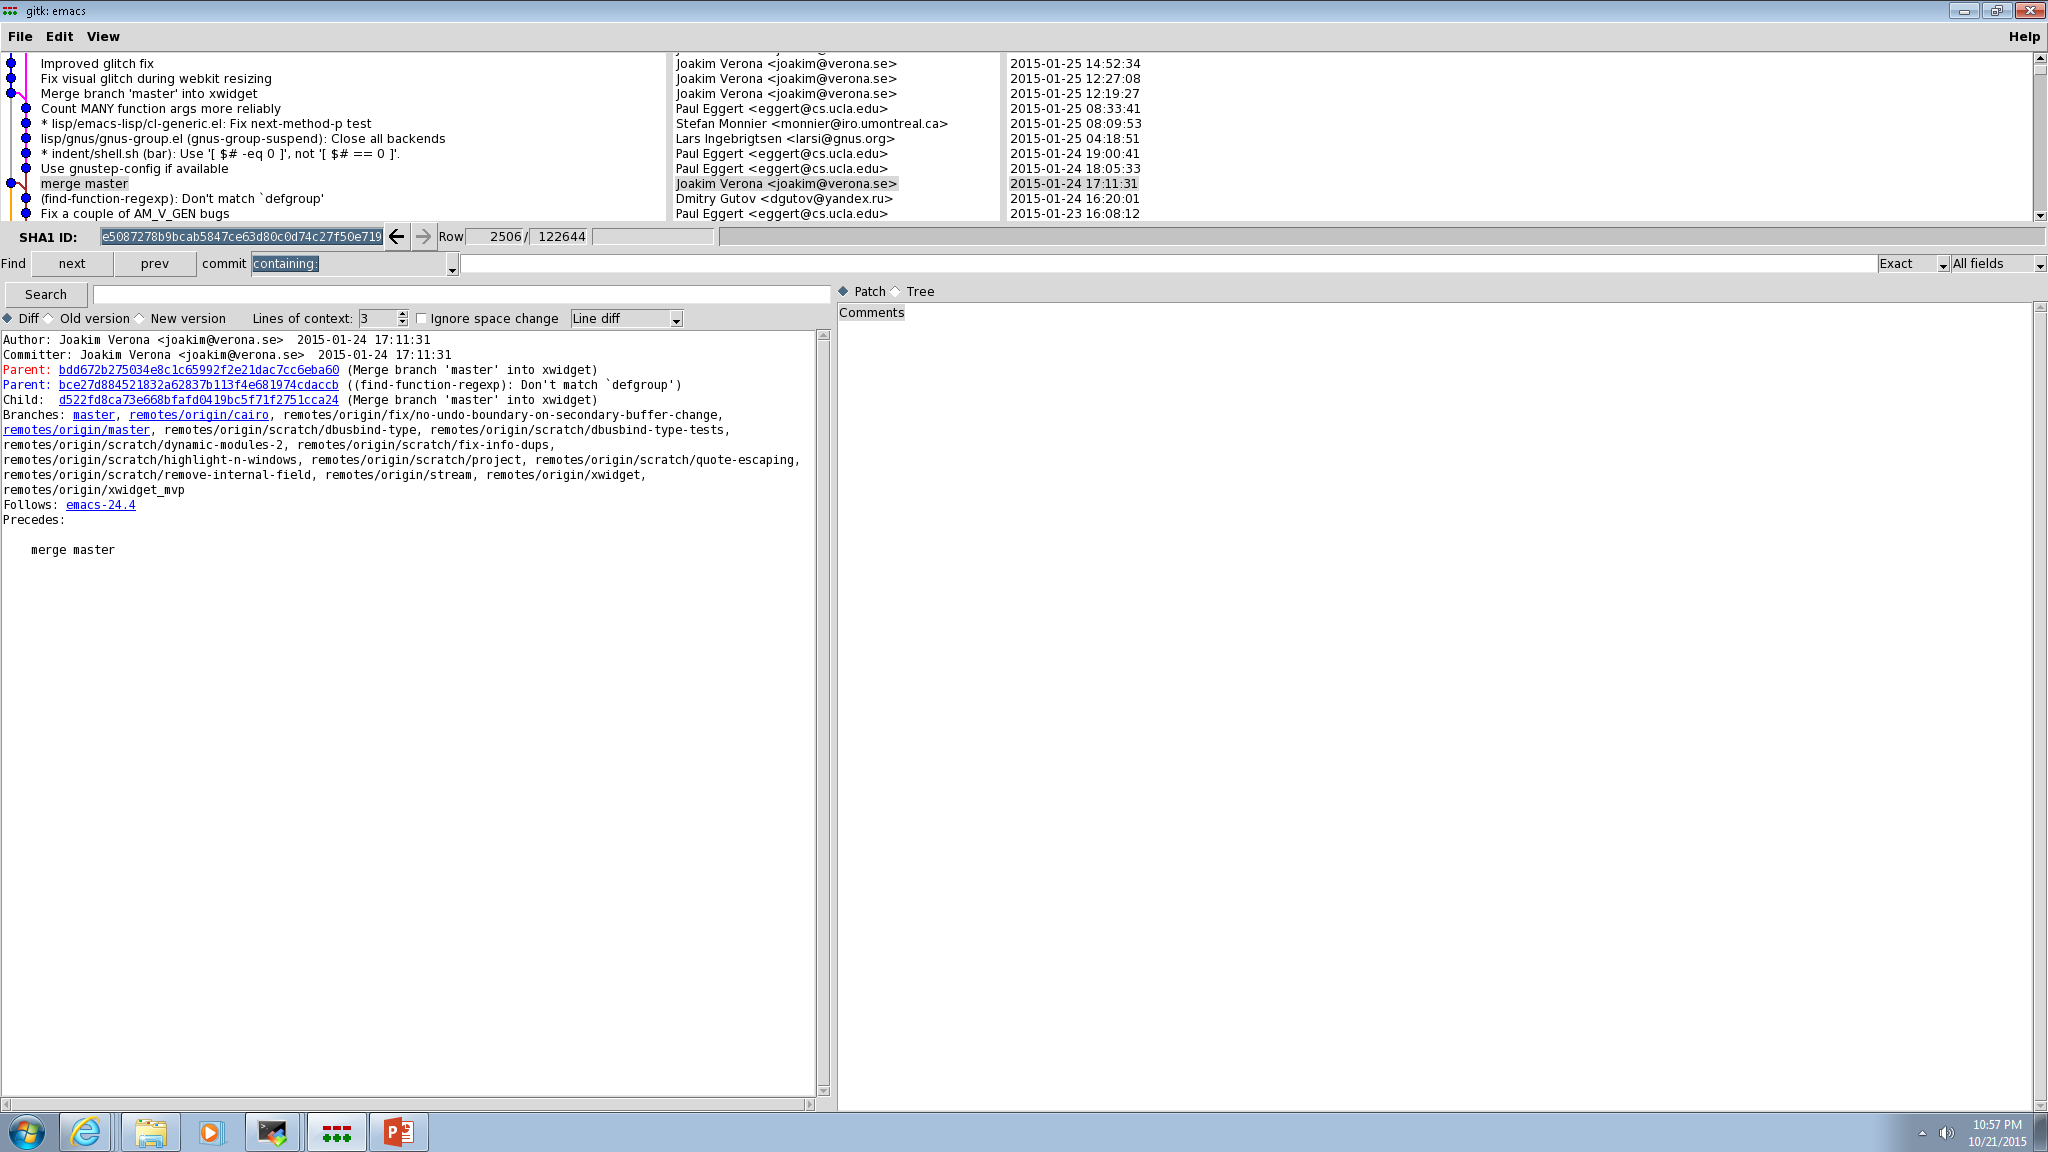 gitk: emacs
File Edit View Help
Improved glitch fix Joakim Verona <joakim@verona.se> 2015-01-25 14:52:34
Fix visual glitch during webkit resizing Joakim Verona <joakim@verona.se> 2015-01-25 12:27:08
Merge branch 'master' into xwidget Joakim Verona <joakim@verona.se> 2015-01-25 12:19:27
Count MANY function args more reliably Paul Eggert <eggert@cs.ucla.edu> 2015-01-25 08:33:41
* lisp/emacs-lisp/cl-generic.el: Fix next-method-p test Stefan Monnier <monnier@iro.umontreal.ca> 2015-01-25 08:09:53
lisp/gnus/gnus-group.el (gnus-group-suspend): Close all backends Lars Ingebrigtsen <larsi@gnus.org> 2015-01-25 04:18:51
* indent/shell.sh (bar): Use '[ $# -eq 0 ]', not '[ $# == 0 ]'. Paul Eggert <eggert@cs.ucla.edu> 2015-01-24 19:00:41
Use gnustep-config if available Paul Eggert <eggert@cs.ucla.edu> 2015-01-24 18:05:33
merge master Joakim Verona <joakim@verona.se> 2015-01-24 17:11:31
(find-function-regexp): Don't match `defgroup' Dmitry Gutov <dgutov@yandex.ru> 2015-01-24 16:20:01
Fix a couple of AM_V_GEN bugs Paul Eggert <eggert@cs.ucla.edu> 2015-01-23 16:08:12
SHA1 ID: e5087278b9bcab5847ce63d80c0d74c27f50e719 Row 2506 / 122644
Find next prev commit containing: Exact All fields
Search
Patch Tree
Diff Old version New version Lines of context: 3 Ignore space change Line diff
Comments
Author: Joakim Verona <joakim@verona.se>  2015-01-24 17:11:31
Committer: Joakim Verona <joakim@verona.se>  2015-01-24 17:11:31
Parent: bdd672b275034e8c1c65992f2e21dac7cc6eba60 (Merge branch 'master' into xwidget)
Parent: bce27d884521832a62837b113f4e681974cdaccb ((find-function-regexp): Don't match `defgroup')
Child:  d522fd8ca73e668bfafd0419bc5f71f2751cca24 (Merge branch 'master' into xwidget)
Branches: master, remotes/origin/cairo, remotes/origin/fix/no-undo-boundary-on-secondary-buffer-change,
remotes/origin/master, remotes/origin/scratch/dbusbind-type, remotes/origin/scratch/dbusbind-type-tests,
remotes/origin/scratch/dynamic-modules-2, remotes/origin/scratch/fix-info-dups,
remotes/origin/scratch/highlight-n-windows, remotes/origin/scratch/project, remotes/origin/scratch/quote-escaping,
remotes/origin/scratch/remove-internal-field, remotes/origin/stream, remotes/origin/xwidget,
remotes/origin/xwidget_mvp
Follows: emacs-24.4
Precedes:
merge master
10:57 PM
10/21/2015